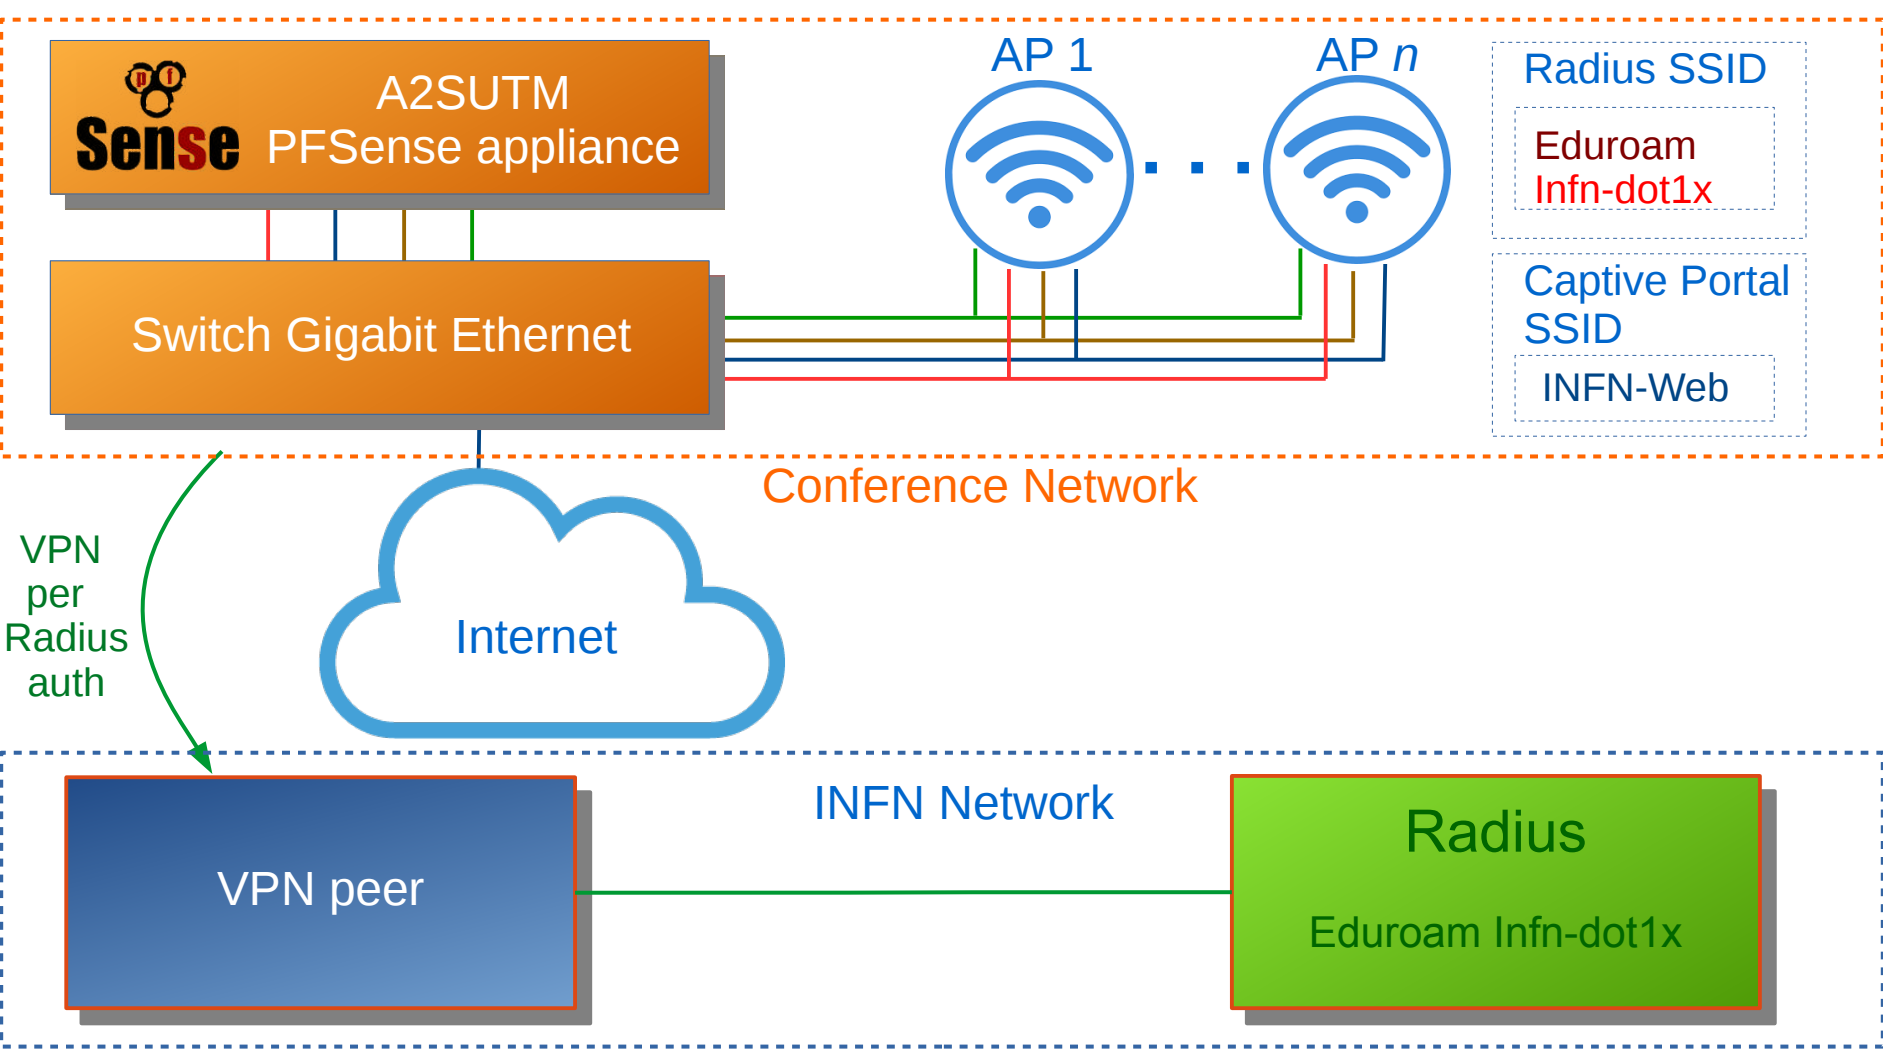 pf
Sense
A2SUTM
PFSense appliance
AP 1
AP n
Radius SSID
Eduroam
Infn-dot1x
Captive Portal
SSID
INFN-Web
Switch Gigabit Ethernet
Conference Network
VPN
per
Radius
auth
Internet
INFN Network
VPN peer
Radius
Eduroam Infn-dot1x